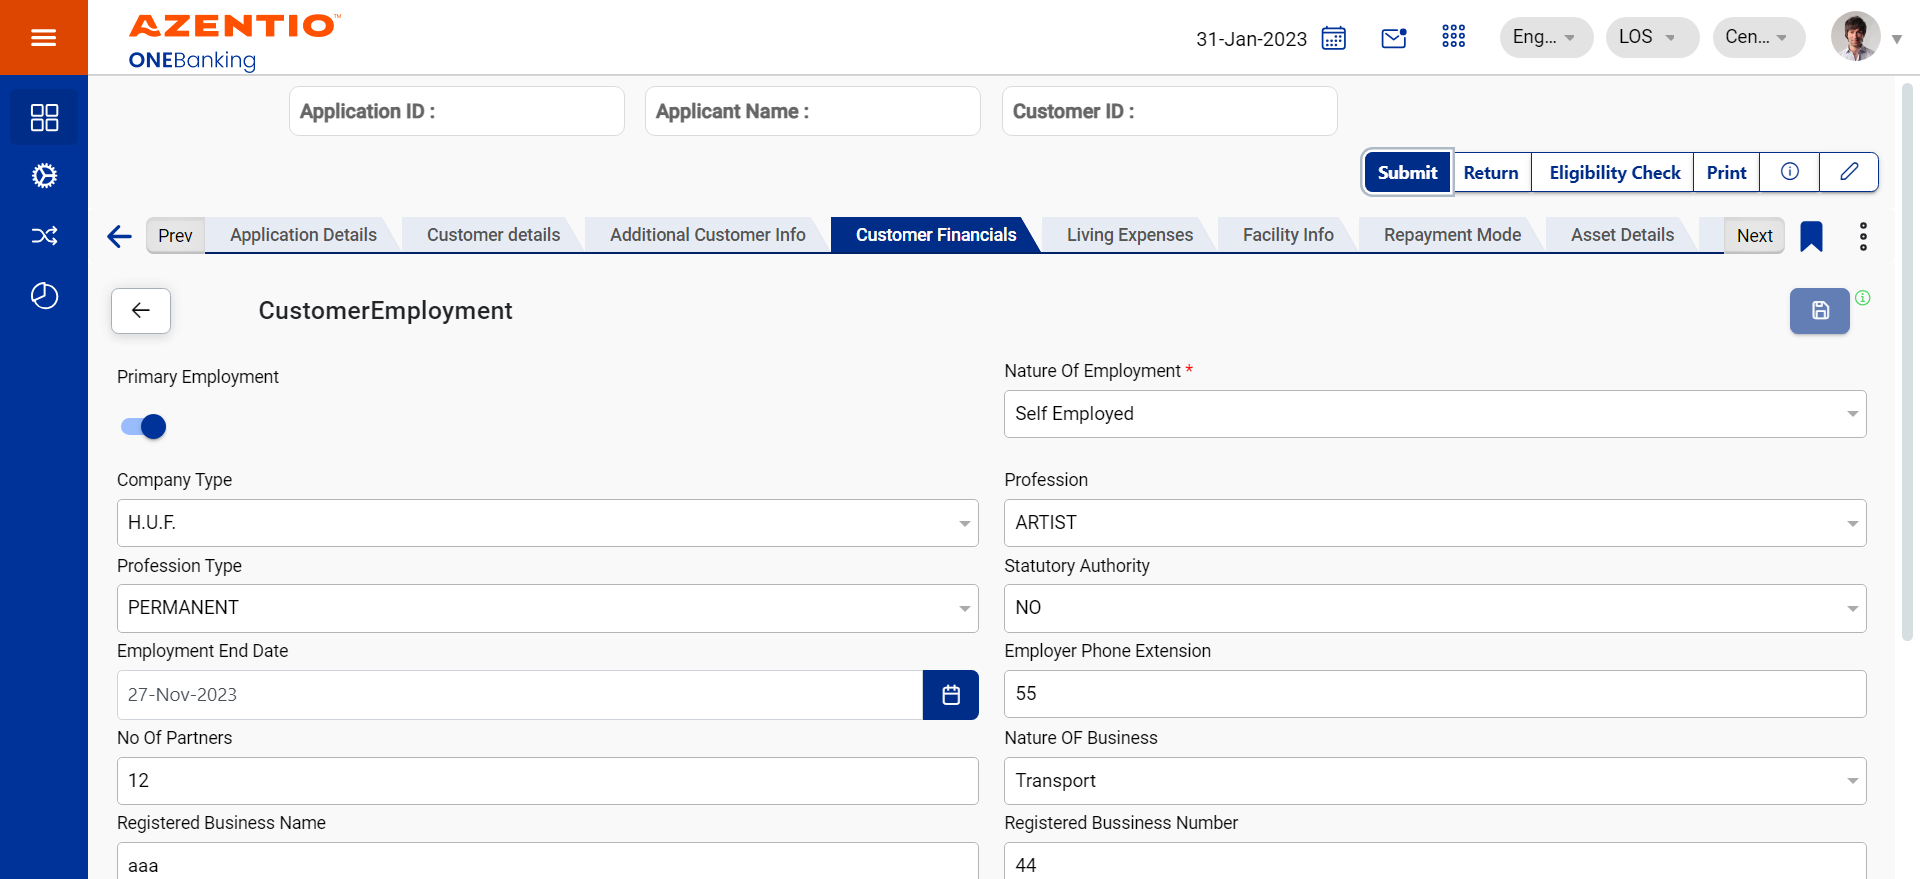 AZENTIO™
ONEBanking
31-Jan-2023
Eng...
LOS
Cen...
Application ID :
Applicant Name :
Customer ID :
Submit
Return
Eligibility Check
Print
Prev
Application Details
Customer details
Additional Customer Info
Customer Financials
Living Expenses
Facility Info
Repayment Mode
Asset Details
Next
CustomerEmployment
Primary Employment
Nature Of Employment *
Self Employed
Company Type
Profession
H.U.F.
ARTIST
Profession Type
Statutory Authority
PERMANENT
NO
Employment End Date
Employer Phone Extension
27-Nov-2023
55
No Of Partners
Nature OF Business
12
Transport
Registered Business Name
Registered Bussiness Number
aaa
44